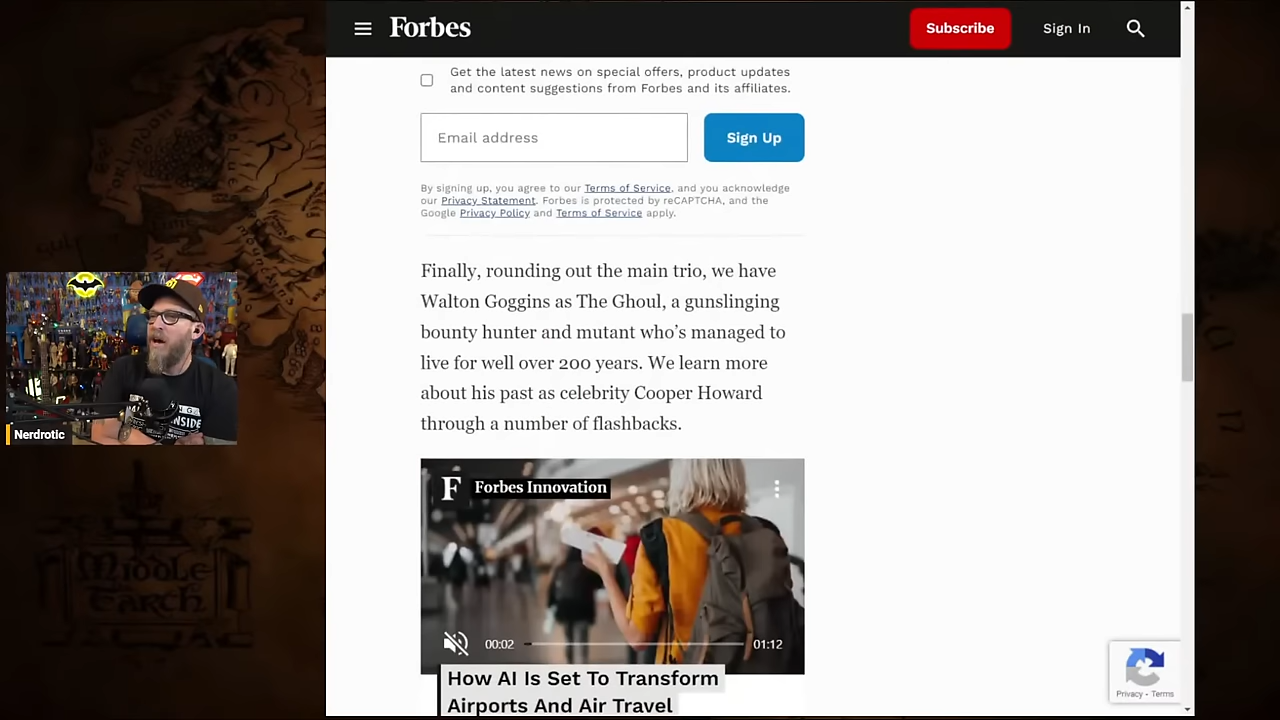 Forbes
Subscribe
Sign In
Get the latest news on special offers, product updates
and content suggestions from Forbes and its affiliates.
Email address
Sign Up
By signing up, you agree to our Terms of Service, and you acknowledge
our Privacy Statement. Forbes is protected by reCAPTCHA, and the
Google Privacy Policy and Terms of Service apply.
Finally, rounding out the main trio, we have
Walton Goggins as The Ghoul, a gunslinging
bounty hunter and mutant who’s managed to
live for well over 200 years. We learn more
about his past as celebrity Cooper Howard
through a number of flashbacks.
F Forbes Innovation
00:02
01:12
How AI Is Set To Transform
Airports And Air Travel
Privacy - Terms
Nerdrotic
Middle
Earth